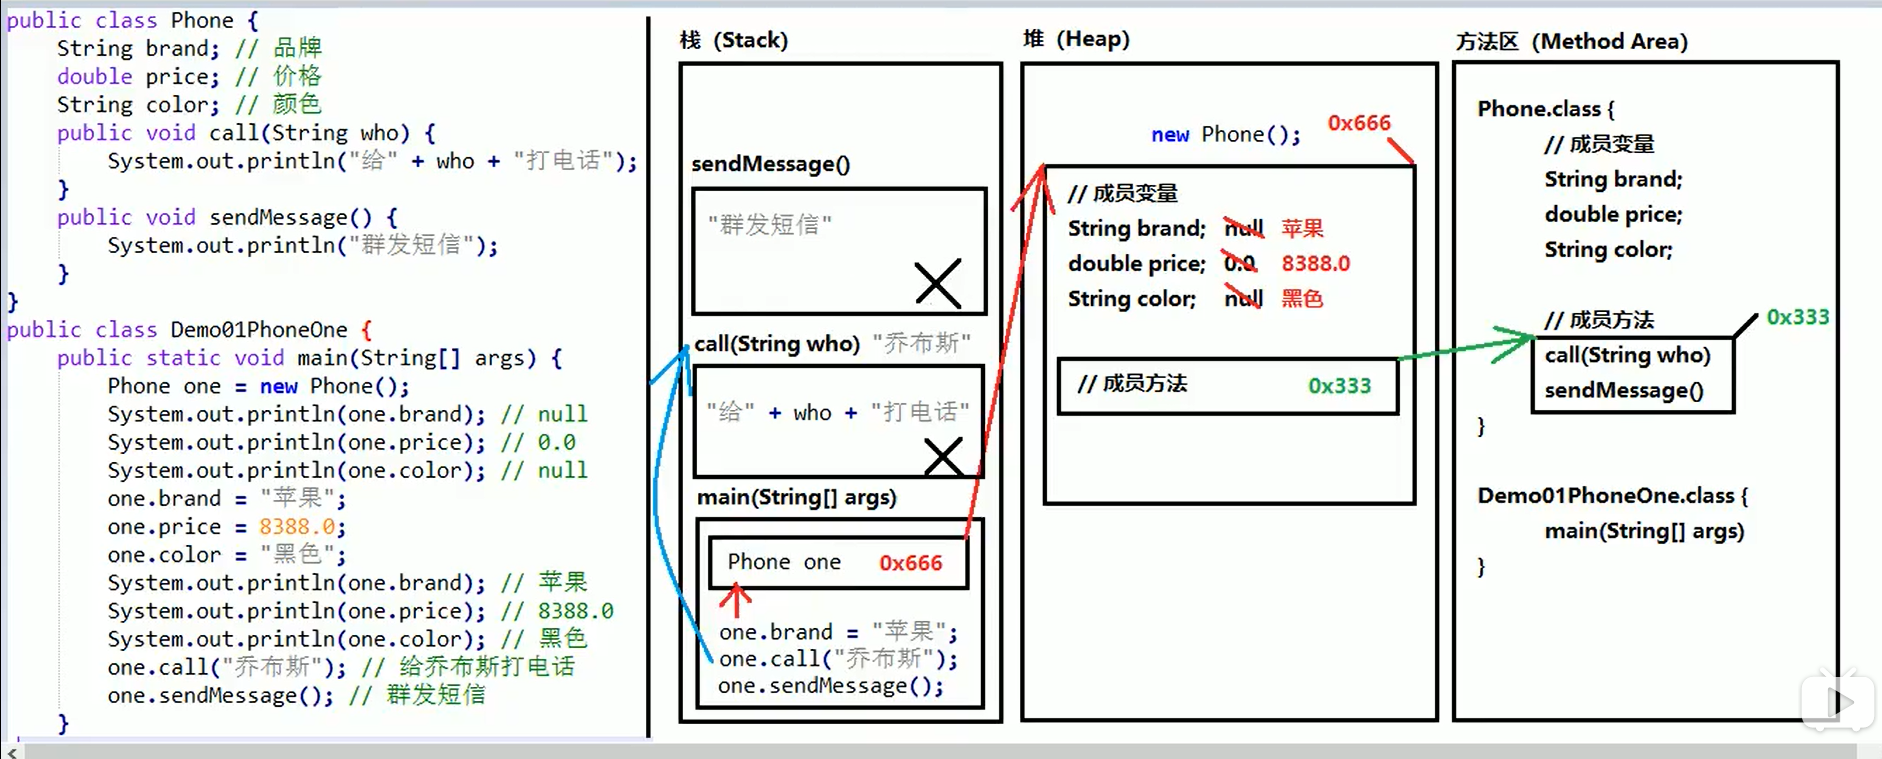 public class Phone {
String brand; // 品牌
double price; // 价格
String color; // 颜色
public void call(String who) {
System.out.println("给" + who + "打电话");
}
public void sendMessage() {
System.out.println("群发短信");
}
}
public class Demo01PhoneOne {
public static void main(String[] args) {
Phone one = new Phone();
System.out.println(one.brand); // null
System.out.println(one.price); // 0.0
System.out.println(one.color); // null
one.brand = "苹果";
one.price = 8388.0;
one.color = "黑色";
System.out.println(one.brand); // 苹果
System.out.println(one.price); // 8388.0
System.out.println(one.color); // 黑色
one.call("乔布斯"); // 给乔布斯打电话
one.sendMessage(); // 群发短信
}
栈（Stack)
sendMessage()
"群发短信"
call(String who) "乔布斯"
"给" + who + "打电话"
main(String[] args)
Phone one 0x666
one.brand = "苹果";
one.call("乔布斯");
one.sendMessage();
堆（Heap)
new Phone(); 0x666
// 成员变量
String brand; null 苹果
double price; 0.0 8388.0
String color; null 黑色
// 成员方法 0x333
方法区（Method Area)
Phone.class {
// 成员变量
String brand;
double price;
String color;
// 成员方法 0x333
call(String who)
sendMessage()
}
Demo01PhoneOne.class {
main(String[] args)
}